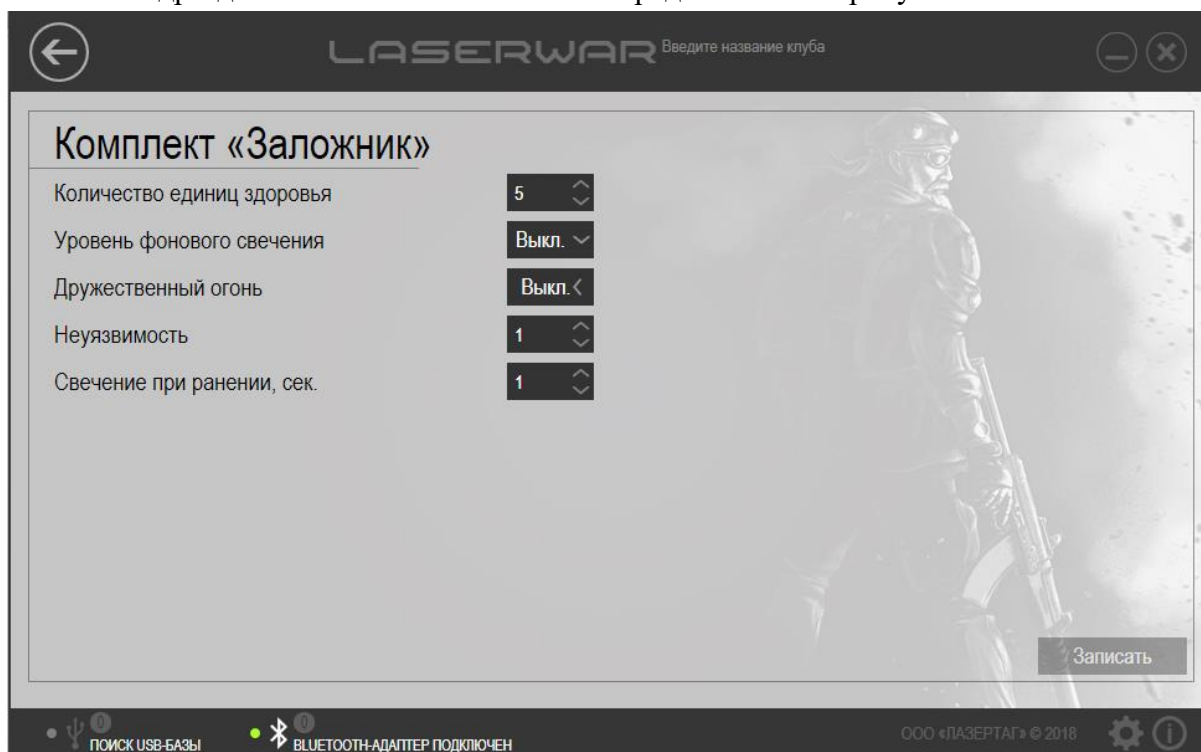 LASERWAR Введите название клуба
Комплект «Заложник»
Количество единиц здоровья 5
Уровень фонового свечения Выкл.
Дружественный огонь Выкл.
Неуязвимость 1
Свечение при ранении, сек. 1
Записать
0 0
ПОИСК USB-БАЗЫ BLUETOOTH-АДАПТЕР ПОДКЛЮЧЕН ООО «ЛАЗЕРТАГ» © 2018